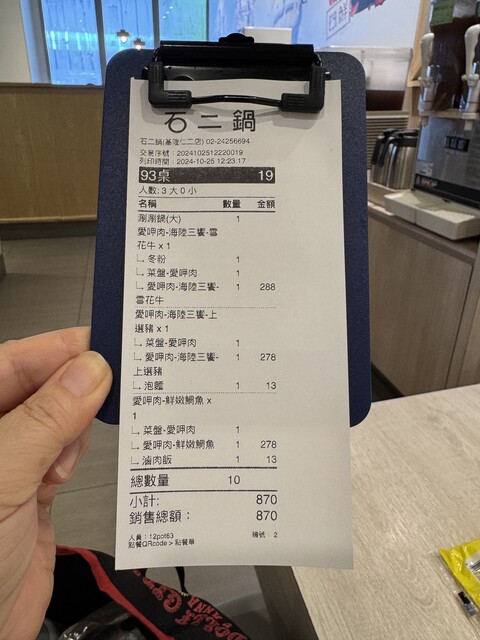 石二鍋
石二鍋(基隆仁二店) 02-24256694
交易序號：2024102512220019
列印時間：2024-10-25 12:23:17
93桌 19
人數: 3 大 0 小
名稱 數量 金額
涮涮鍋(大) 1
愛呷肉-海陸三饗-雪
花牛 x 1
∟ 冬粉 1
∟ 菜盤-愛呷肉 1
∟ 愛呷肉-海陸三饗- 1 288
雪花牛
愛呷肉-海陸三饗-上
選豬 x 1
∟ 菜盤-愛呷肉 1
∟ 愛呷肉-海陸三饗- 1 278
上選豬
∟ 泡麵 1 13
愛呷肉-鮮嫩鯛魚 x
1
∟ 菜盤-愛呷肉 1
∟ 愛呷肉-鮮嫩鯛魚 1 278
∟ 滷肉飯 1 13
總數量 10
小計: 870
銷售總額： 870
人員：12pot63 機號：2
點餐QRcode > 點餐單